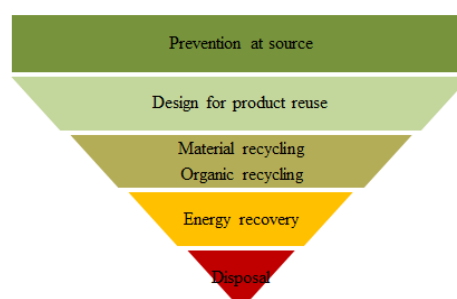 Prevention at source
Design for product reuse
Material recycling
Organic recycling
Energy recovery
Disposal